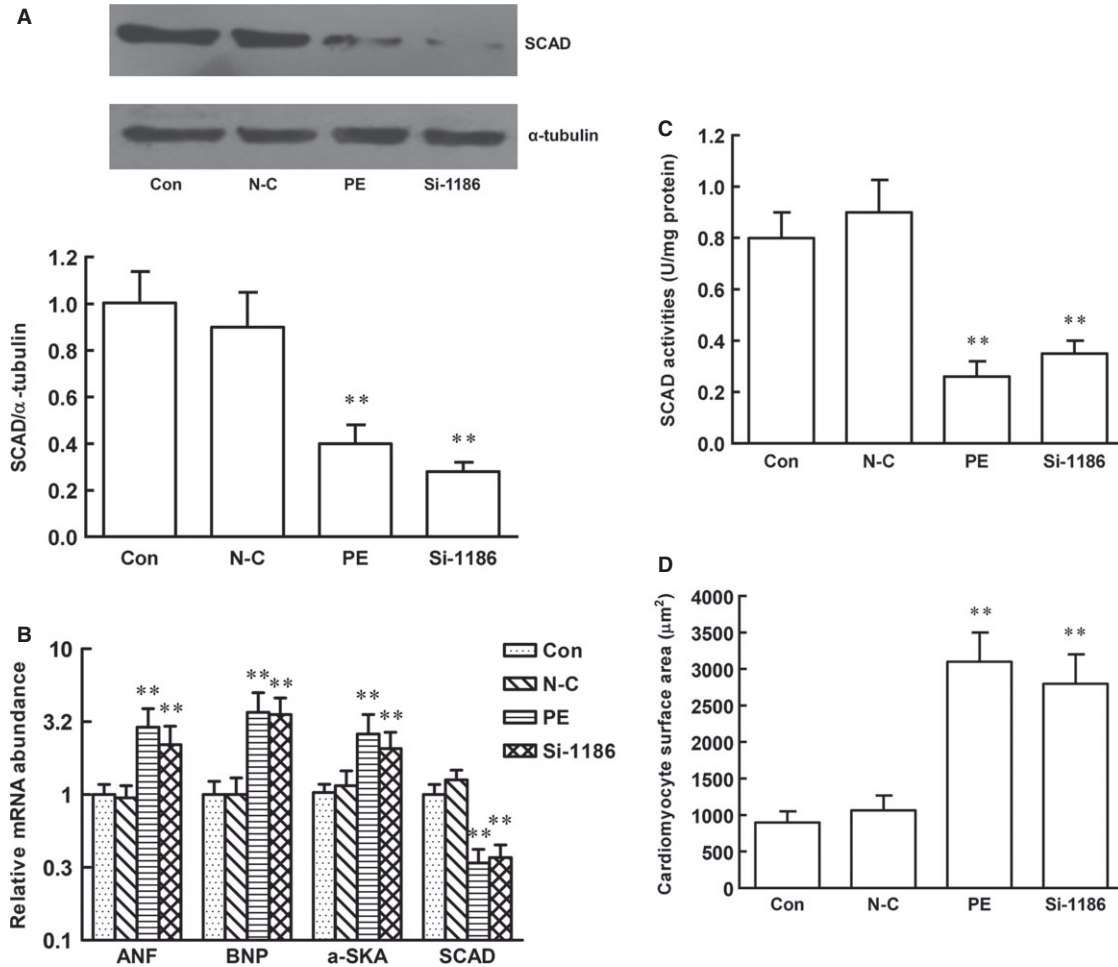 A
SCAD
α-tubulin
Con N-C PE Si-1186
SCAD/α-tubulin
1.2
1.0
0.8
0.6
0.4
0.2
0.0
** **
Con N-C PE Si-1186
B
Relative mRNA abundance
10
3.2
1
0.3
0.1
** ** ** ** ** ** ** **
Con
N-C
PE
Si-1186
ANF BNP a-SKA SCAD
C
SCAD activities (U/mg protein)
1.2
1.0
0.8
0.6
0.4
0.2
0.0
** **
Con N-C PE Si-1186
D
Cardiomyocyte surface area (μm²)
4000
3500
3000
2500
2000
1500
1000
500
0
** **
Con N-C PE Si-1186